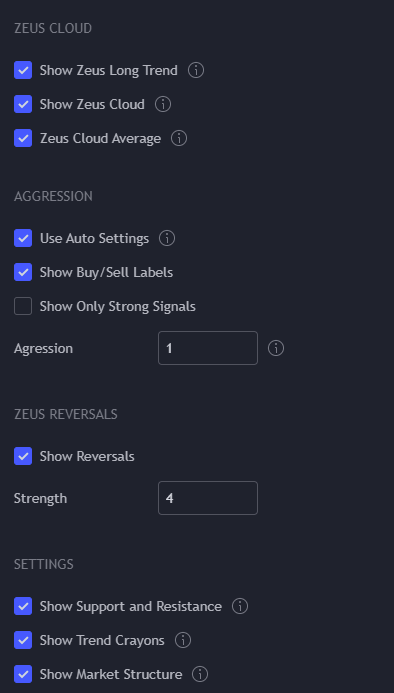 ZEUS CLOUD
Show Zeus Long Trend
Show Zeus Cloud
Zeus Cloud Average
AGGRESSION
Use Auto Settings
Show Buy/Sell Labels
Show Only Strong Signals
Agression 1
ZEUS REVERSALS
Show Reversals
Strength 4
SETTINGS
Show Support and Resistance
Show Trend Crayons
Show Market Structure